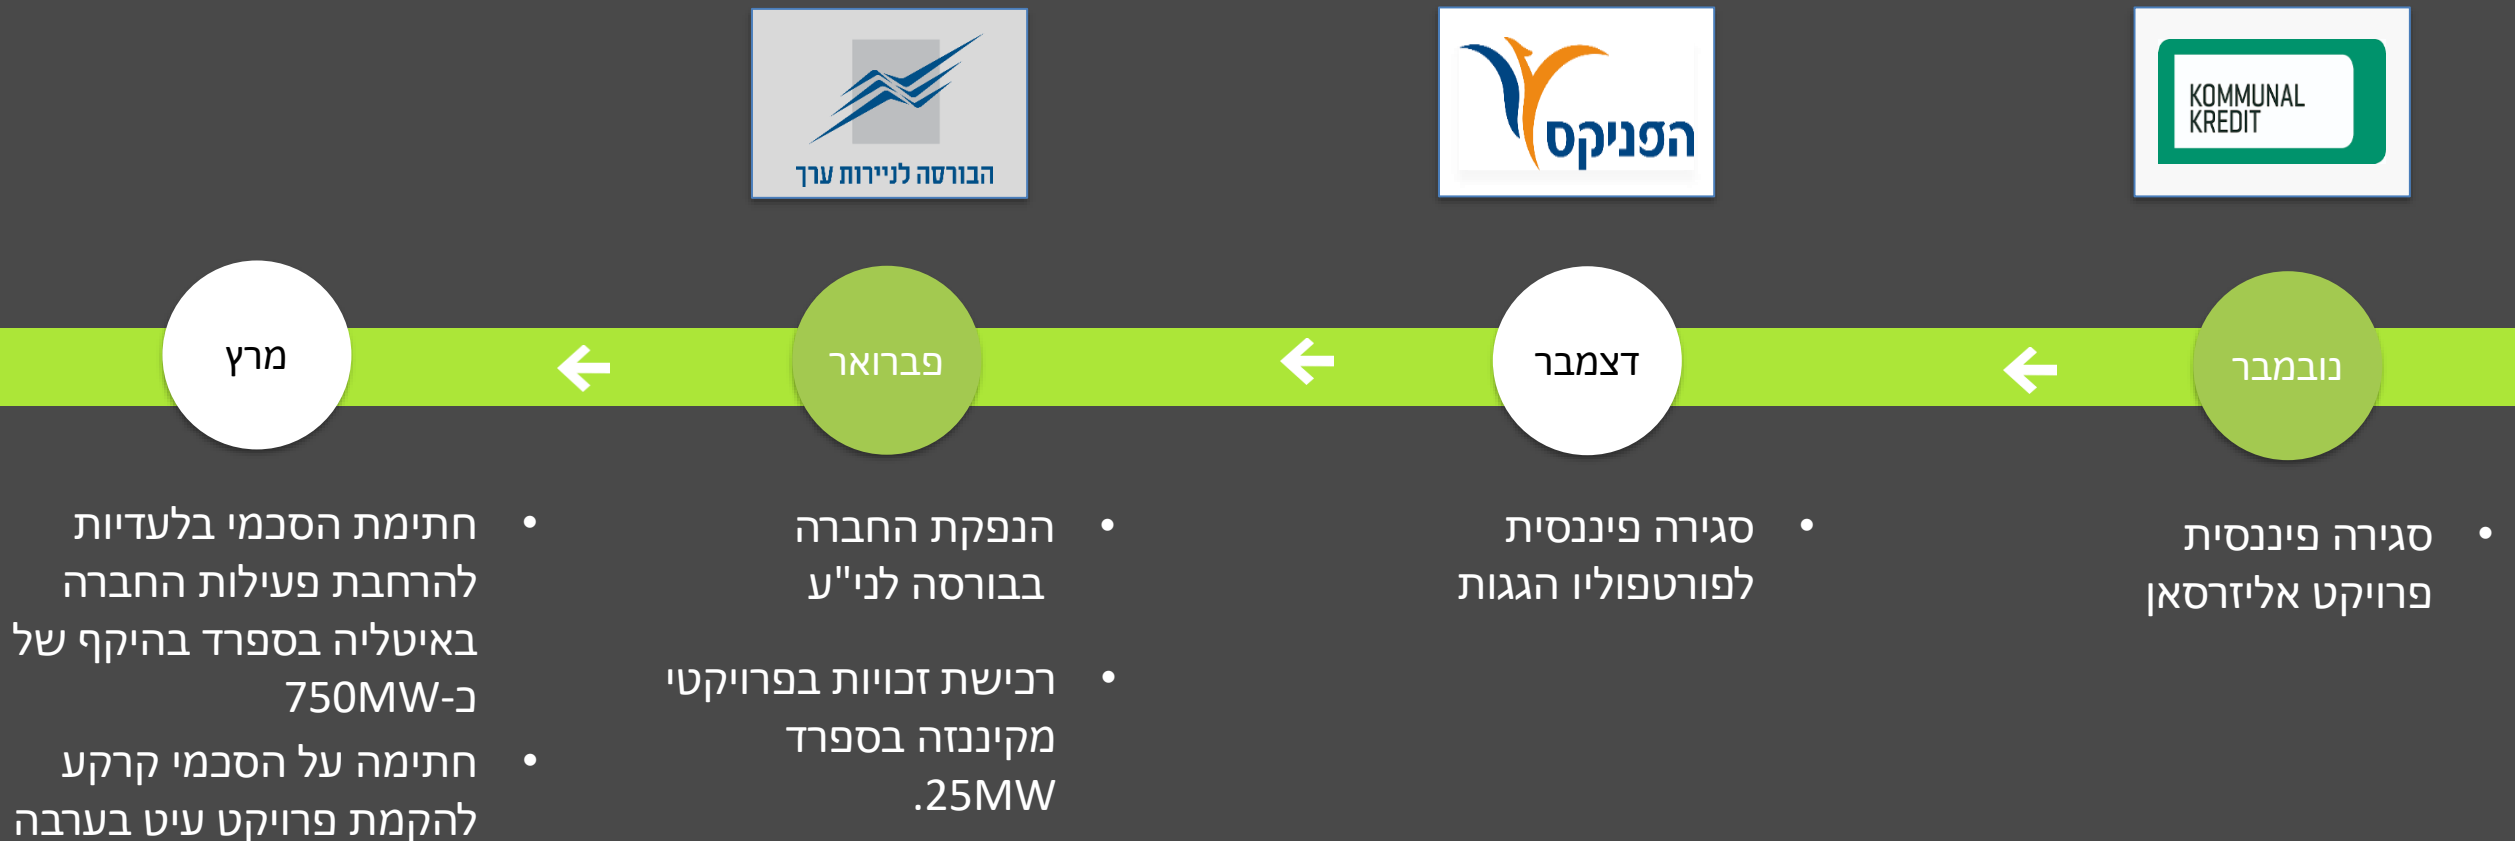 KOMMUNAL
KREDIT
הפניקס
הבורסה לניירות ערך
נובמבר
דצמבר
פברואר
מרץ
• סגירה פיננסית
פרויקט אליזרסאן
• סגירה פיננסית
לפורטפוליו הגגות
• הנפקת החברה
בבורסה לני"ע
• רכישת זכויות בפרויקטי
מקיננזה בספרד
25MW.
• חתימת הסכמי בלעדיות
להרחבת פעילות החברה
באיטליה בספרד בהיקף של
כ-750MW
• חתימה על הסכמי קרקע
להקמת פרויקט עיט בערבה